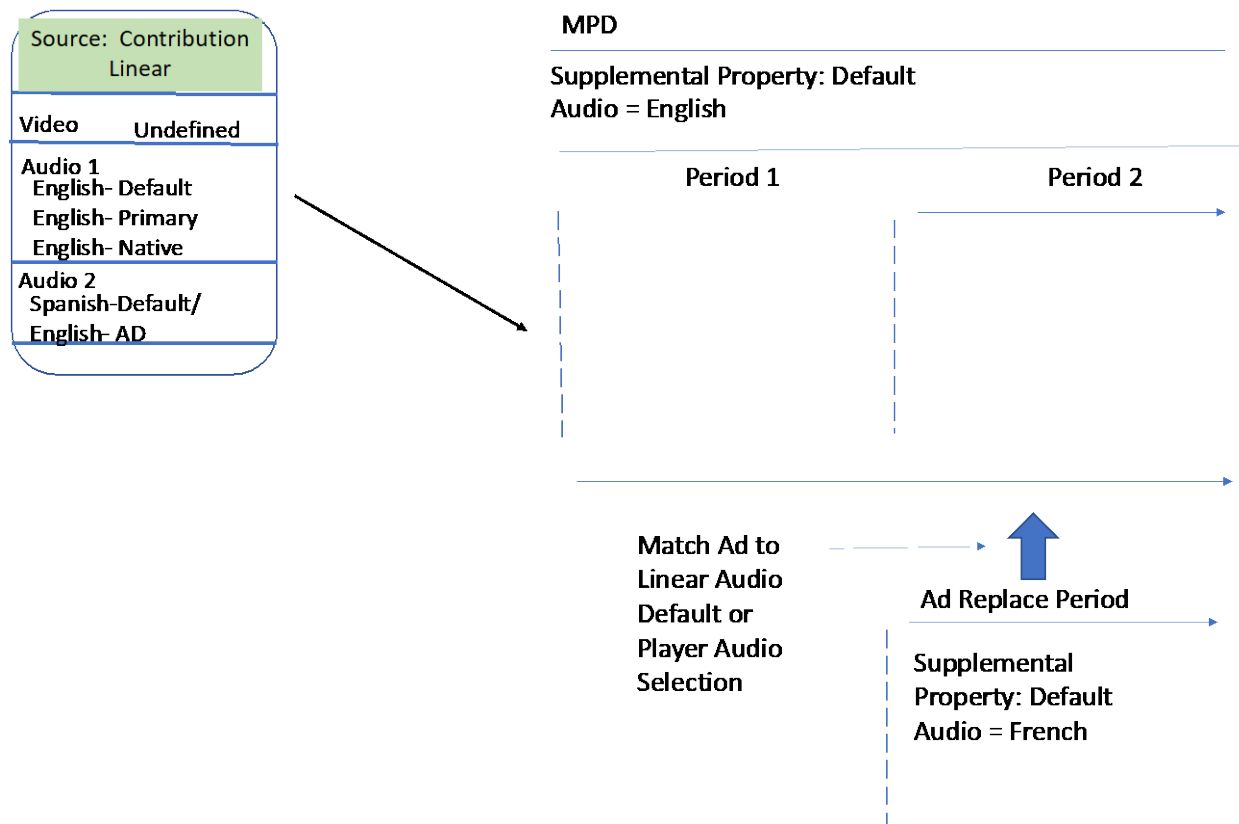 Source: Contribution
Linear
Video Undefined
Audio 1
English- Default
English- Primary
English- Native
Audio 2
Spanish-Default/
English- AD
MPD
Supplemental Property: Default
Audio = English
Period 1
Period 2
Match Ad to
Linear Audio
Default or
Player Audio
Selection
Ad Replace Period
Supplemental
Property: Default
Audio = French